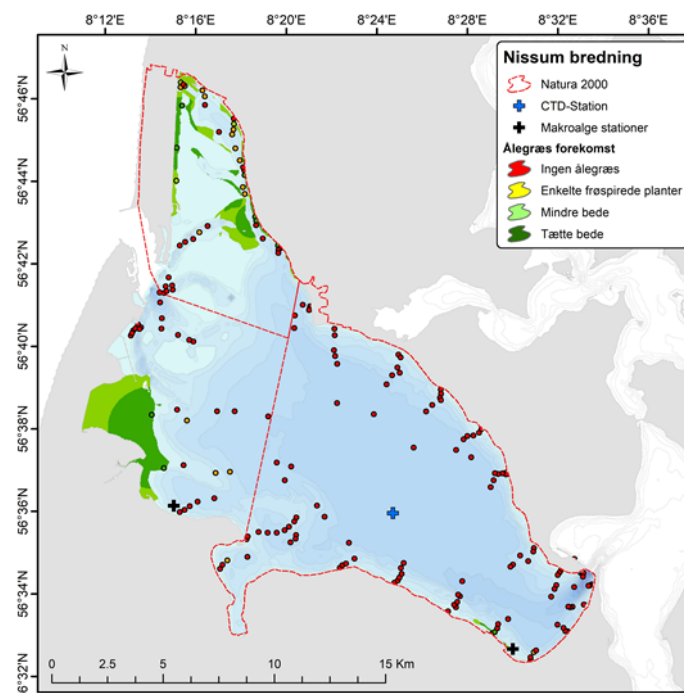 8°12'E 8°16'E 8°20'E 8°24'E 8°28'E 8°32'E 8°36'E
N
Nissum bredning
Natura 2000
CTD-Station
Makroalge stationer
Ålegræs forekomst
Ingen ålegræs
Enkelte frøspirede planter
Mindre bede
Tætte bede
56°46'N
56°44'N
56°42'N
56°40'N
56°38'N
56°36'N
56°34'N
56°32'N
0 2.5 5 10 15 Km